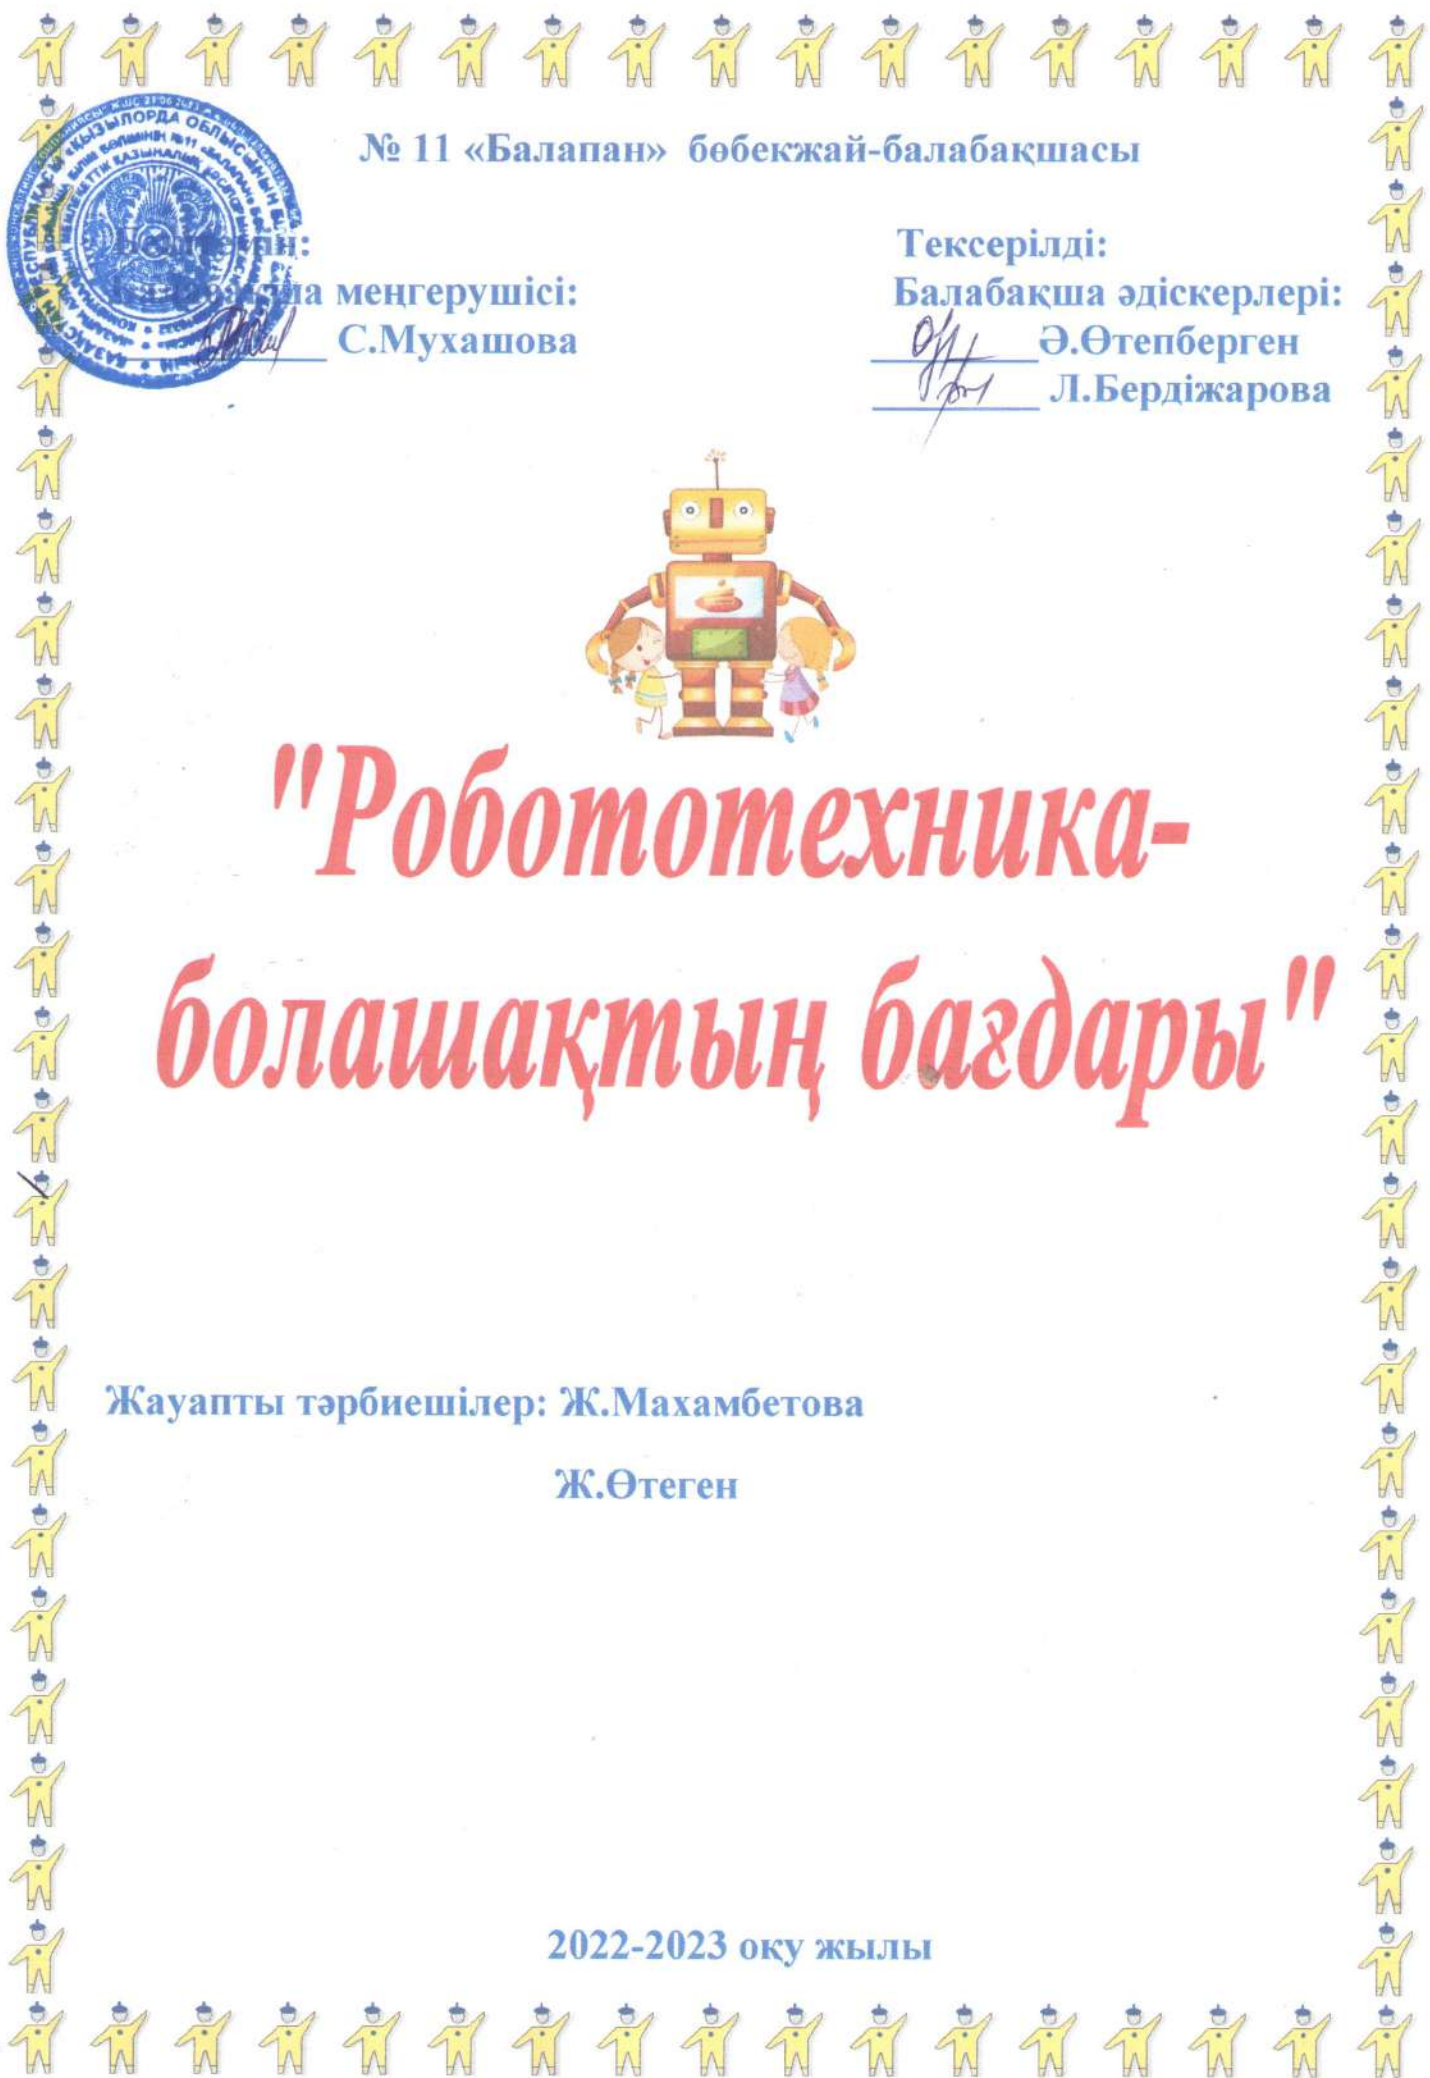 № 11 «Балапан» бөбекжай-балабақшасы
Тексерілді:
меңгерушісі:
Балабақша әдіскерлері:
С.Мухашова
Ә.Өтепберген
Л.Бердіжарова
"Робототехника-
болашақтың бағдары"
Жауапты тәрбиешілер: Ж.Махамбетова
Ж.Өтеген
2022-2023 оқу жылы